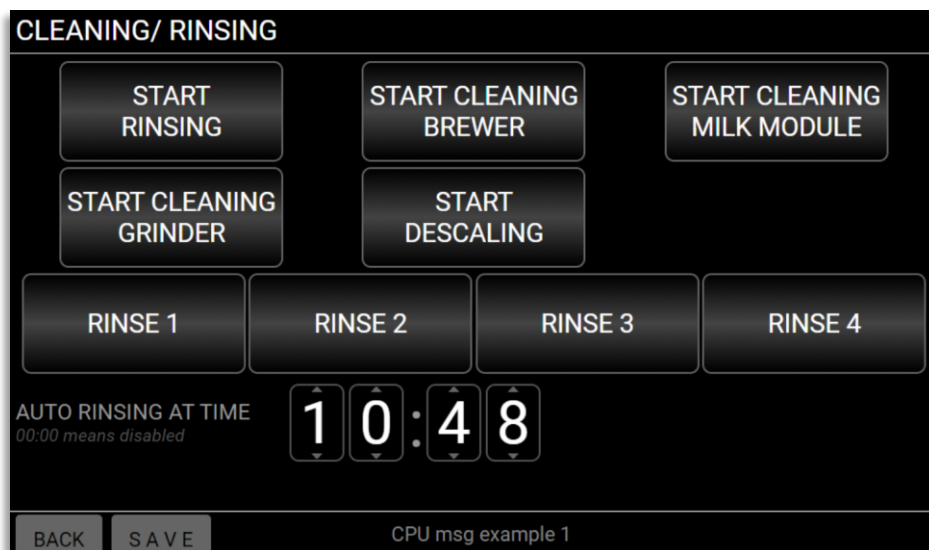 CLEANING/ RINSING
START
RINSING
START CLEANING
BREWER
START CLEANING
MILK MODULE
START CLEANING
GRINDER
START
DESCALING
RINSE 1
RINSE 2
RINSE 3
RINSE 4
AUTO RINSING AT TIME
00:00 means disabled
10:48
BACK
SAVE
CPU msg example 1